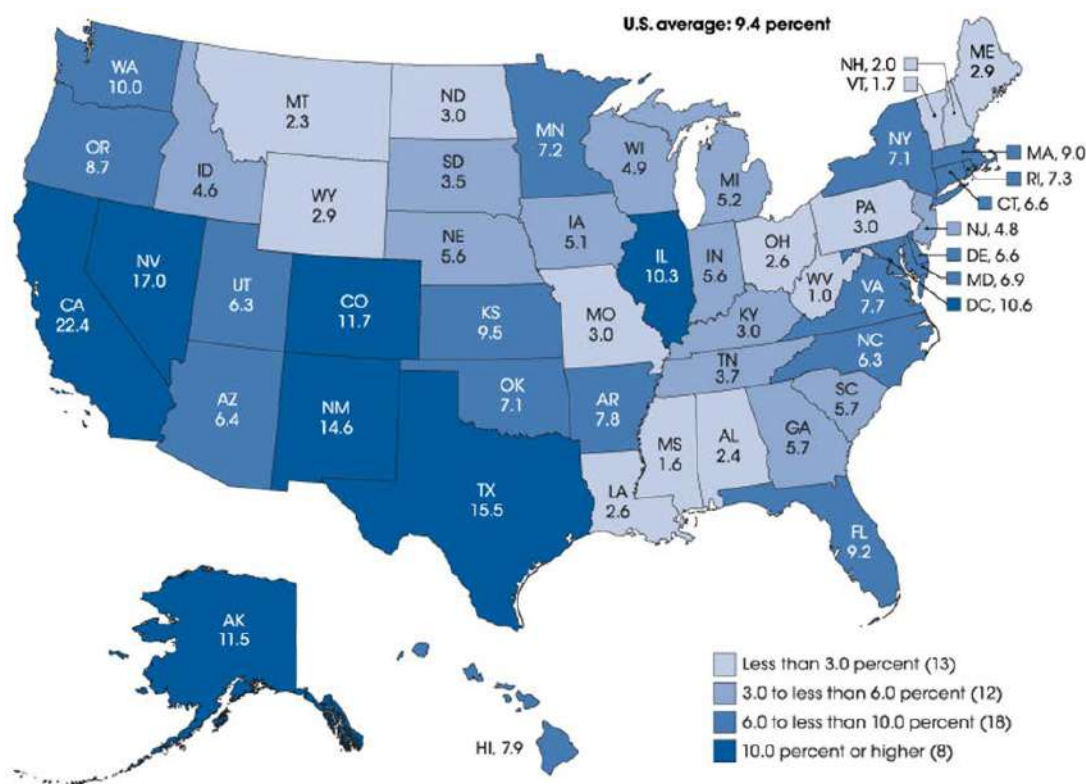 U.S. average: 9.4 percent
WA
10.0
MT
2.3
ND
3.0
MN
7.2
NH, 2.0
VT, 1.7
ME
2.9
OR
8.7
ID
4.6
WY
2.9
SD
3.5
WI
4.9
MI
5.2
NY
7.1
MA, 9.0
RI, 7.3
CT, 6.6
NJ, 4.8
DE, 6.6
MD, 6.9
DC, 10.6
CA
22.4
NV
17.0
UT
6.3
CO
11.7
NE
5.6
IA
5.1
IL
10.3
IN
5.6
OH
2.6
PA
3.0
WV
1.0
VA
7.7
KS
9.5
MO
3.0
KY
3.0
NC
6.3
AZ
6.4
NM
14.6
OK
7.1
AR
7.8
TN
3.7
SC
5.7
TX
15.5
LA
2.6
MS
1.6
AL
2.4
GA
5.7
FL
9.2
AK
11.5
HI, 7.9
Less than 3.0 percent (13)
3.0 to less than 6.0 percent (12)
6.0 to less than 10.0 percent (18)
10.0 percent or higher (8)